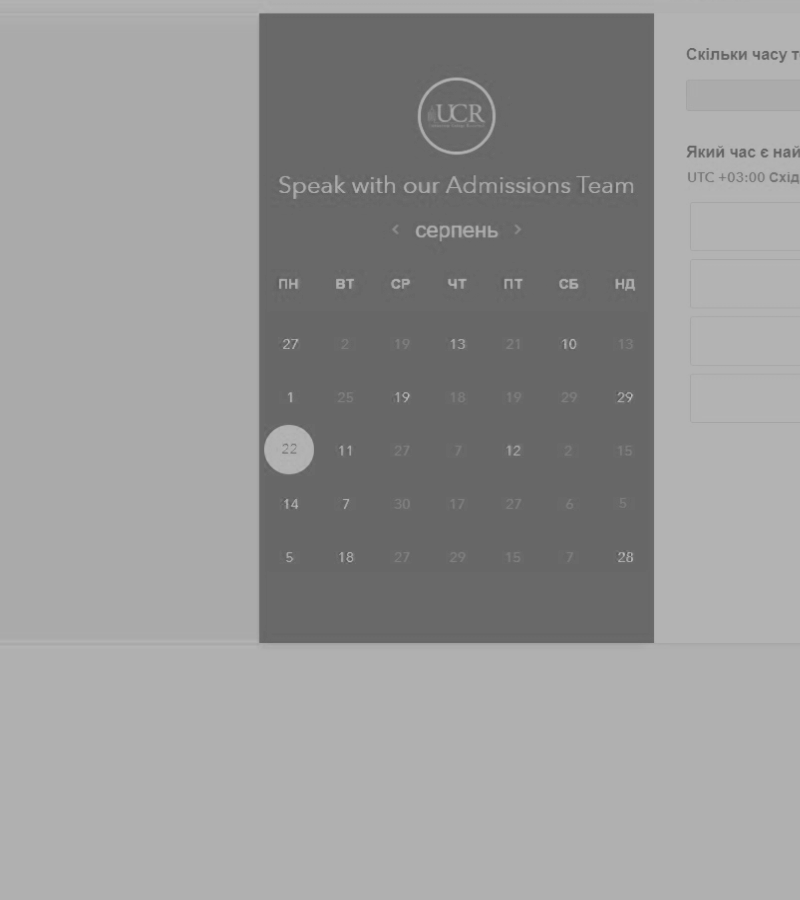 UCR
Speak with our Admissions Team
< серпень >
ПН ВТ СР ЧТ ПТ СБ НД
27 2 19 13 21 10 13
1 25 19 18 19 29 29
22 11 27 7 12 2 15
14 7 30 17 27 6 5
5 18 27 29 15 7 28
Скільки часу
Який час є
UTC +03:00